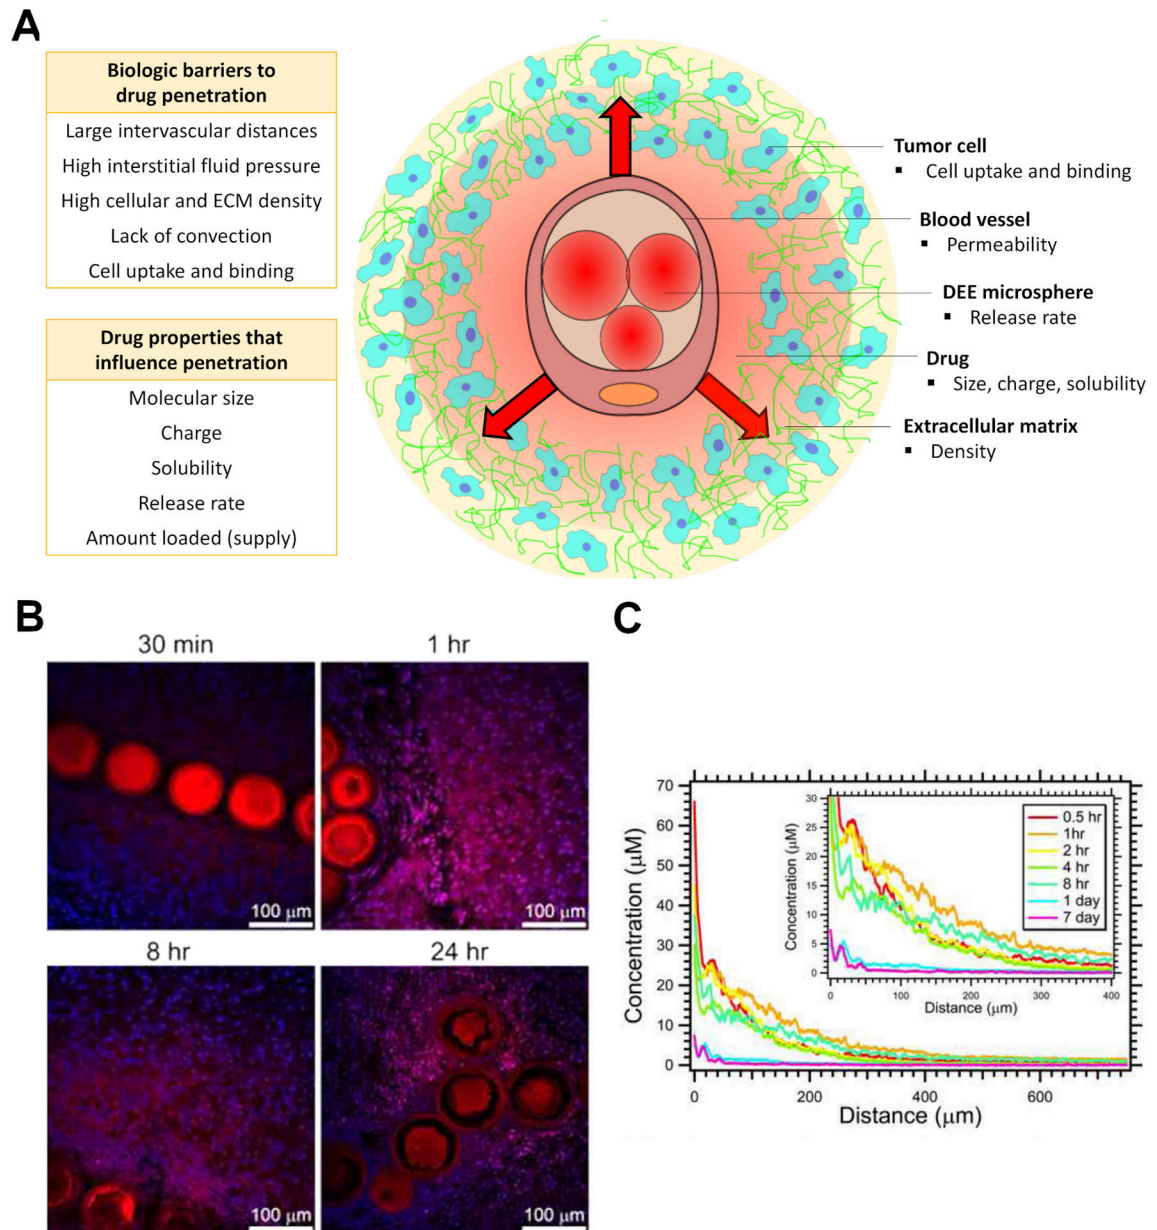 A
Biologic barriers to
drug penetration
Large intervascular distances
High interstitial fluid pressure
High cellular and ECM density
Lack of convection
Cell uptake and binding
Drug properties that
influence penetration
Molecular size
Charge
Solubility
Release rate
Amount loaded (supply)
Tumor cell
▪ Cell uptake and binding
Blood vessel
▪ Permeability
DEE microsphere
▪ Release rate
Drug
▪ Size, charge, solubility
Extracellular matrix
▪ Density
B
30 min
1 hr
100 μm
100 μm
8 hr
24 hr
100 μm
100 μm
C
Concentration (μM)
70
60
50
40
30
20
10
0
0
200
400
600
Distance (μm)
Concentration (μM)
30
25
20
15
10
5
0
0
100
200
300
400
Distance (μm)
0.5 hr
1hr
2 hr
4 hr
8 hr
1 day
7 day